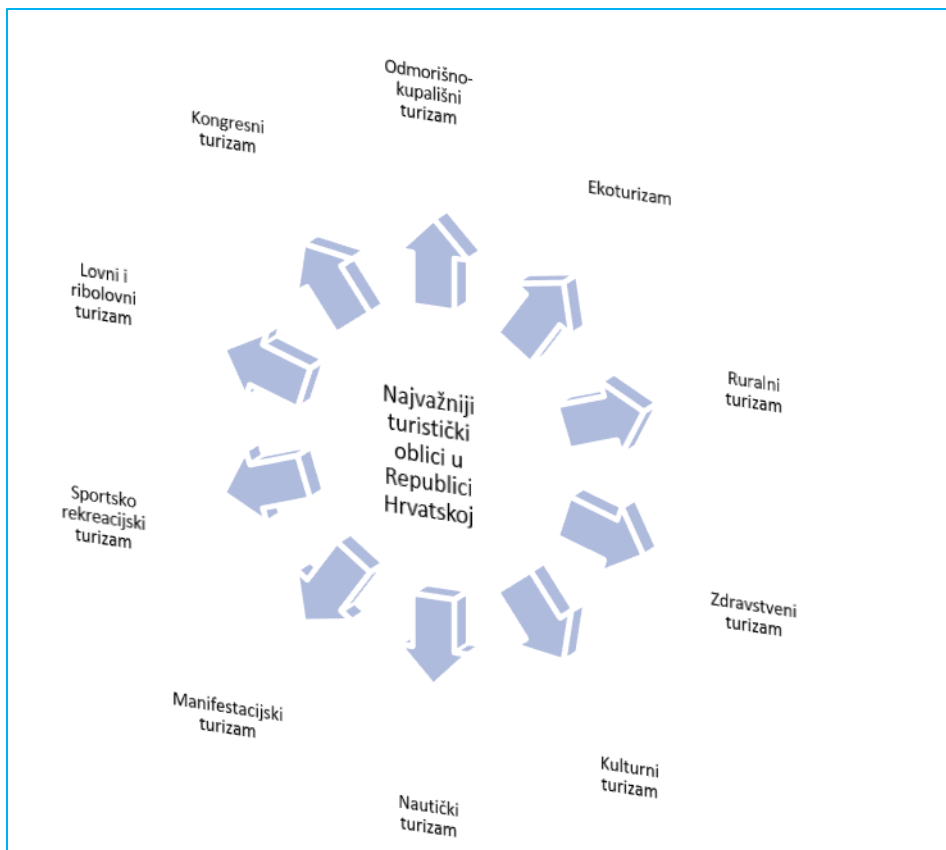 Odmorišno-
kupališni
turizam
Kongresni
turizam
Ekoturizam
Lovni i
ribolovni
turizam
Ruralni
turizam
Najvažniji
turistički
oblici u
Republici
Hrvatskoj
Sportsko
rekreacijski
turizam
Zdravstveni
turizam
Manifestacijski
turizam
Kulturni
turizam
Nautički
turizam